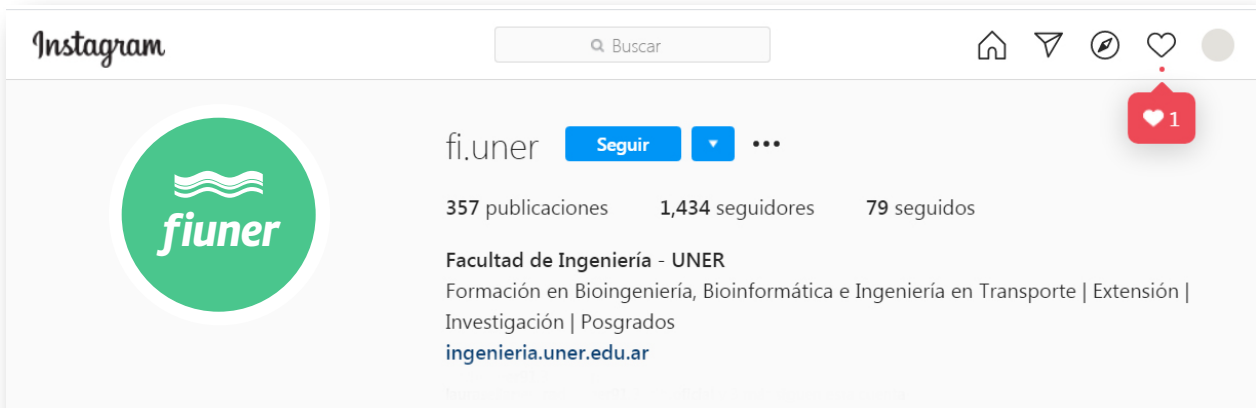 Instagram
Buscar
1
fi.uner Seguir
357 publicaciones 1,434 seguidores 79 seguidos
fiuner
Facultad de Ingeniería - UNER
Formación en Bioingeniería, Bioinformática e Ingeniería en Transporte | Extensión |
Investigación | Posgrados
ingenieria.uner.edu.ar